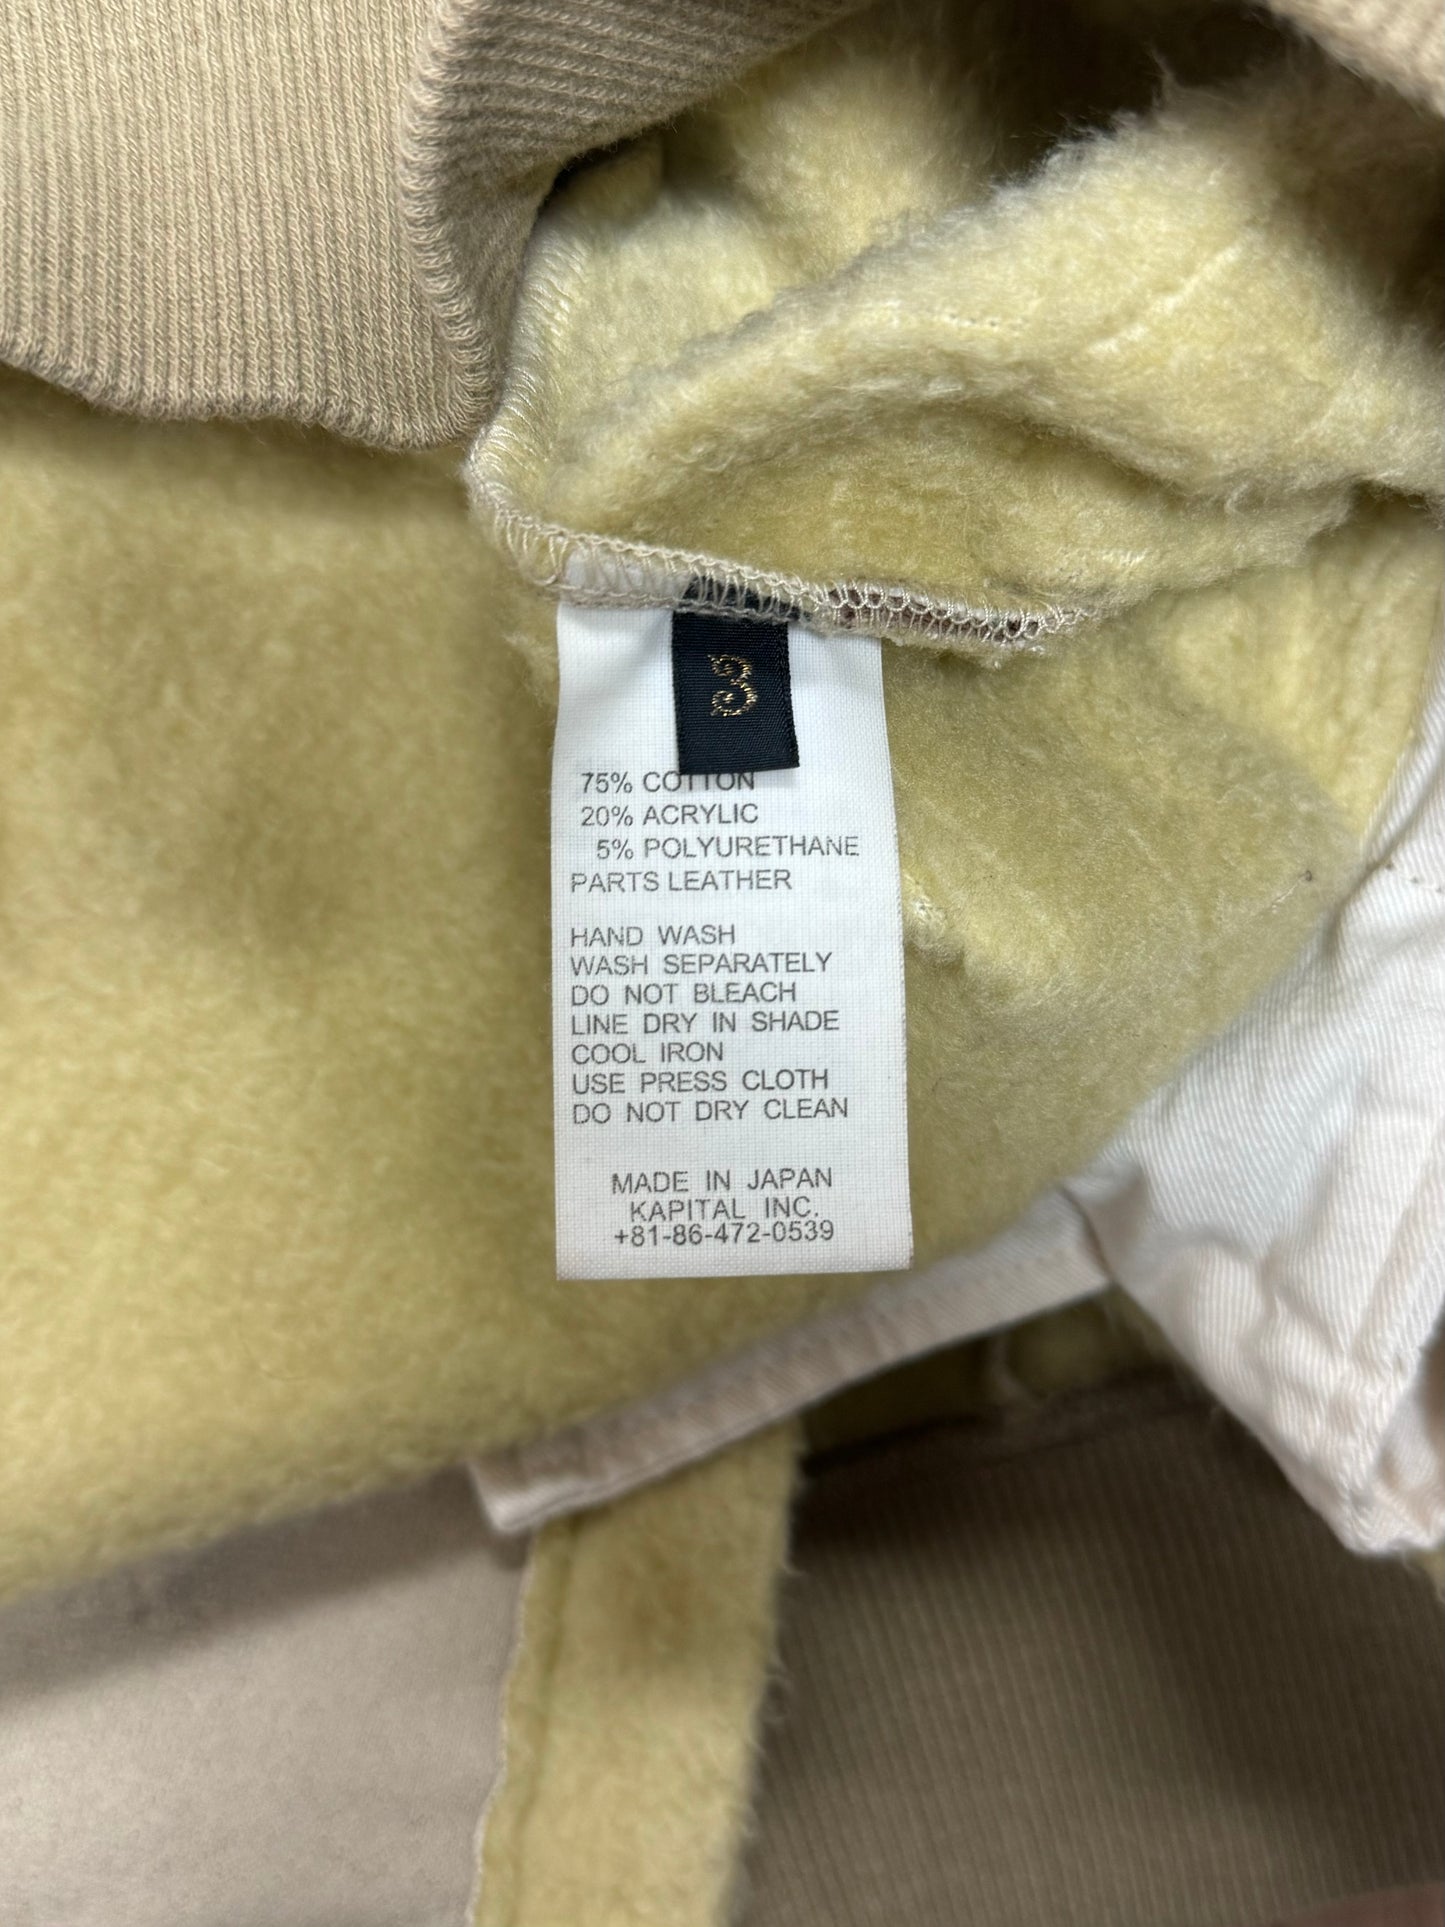 3
75% COTTON
20% ACRYLIC
5% POLYURETHANE
PARTS LEATHER
HAND WASH
WASH SEPARATELY
DO NOT BLEACH
LINE DRY IN SHADE
COOL IRON
USE PRESS CLOTH
DO NOT DRY CLEAN
MADE IN JAPAN
KAPITAL INC.
+81-86-472-0539